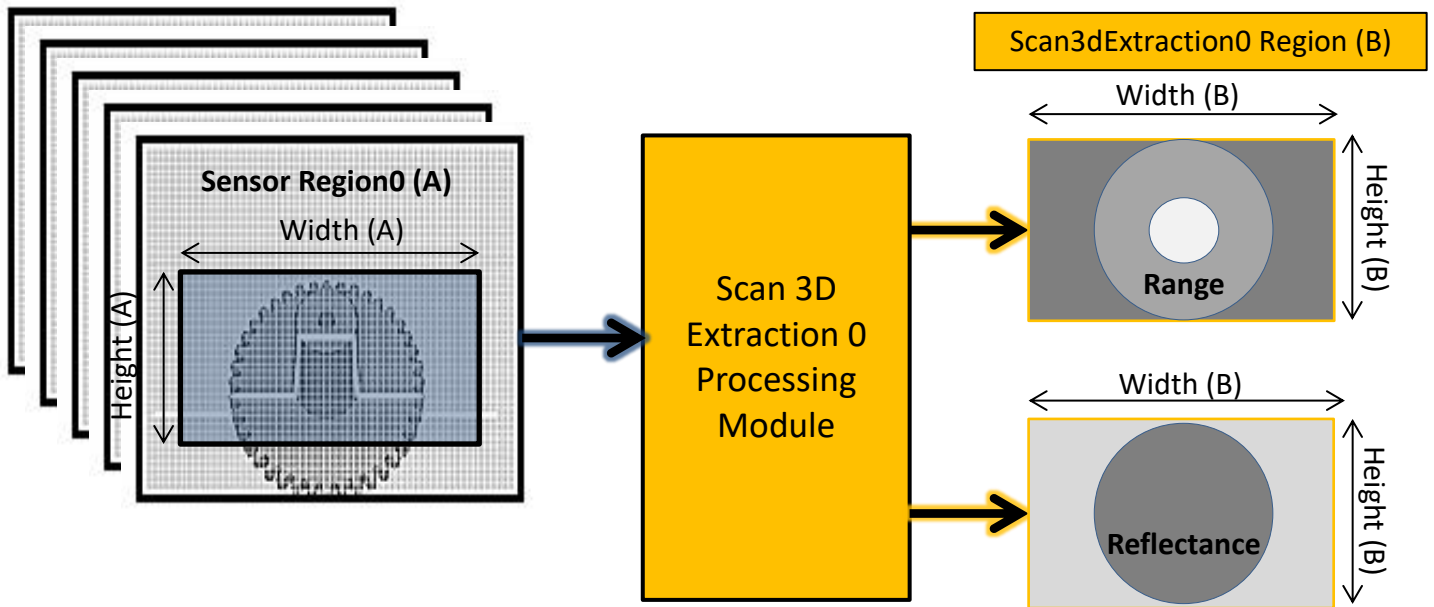 Scan3dExtraction0 Region (B)
Sensor Region0 (A)
Width (A)
Height (A)
Scan 3D
Extraction 0
Processing
Module
Width (B)
Height (B)
Range
Width (B)
Height (B)
Reflectance